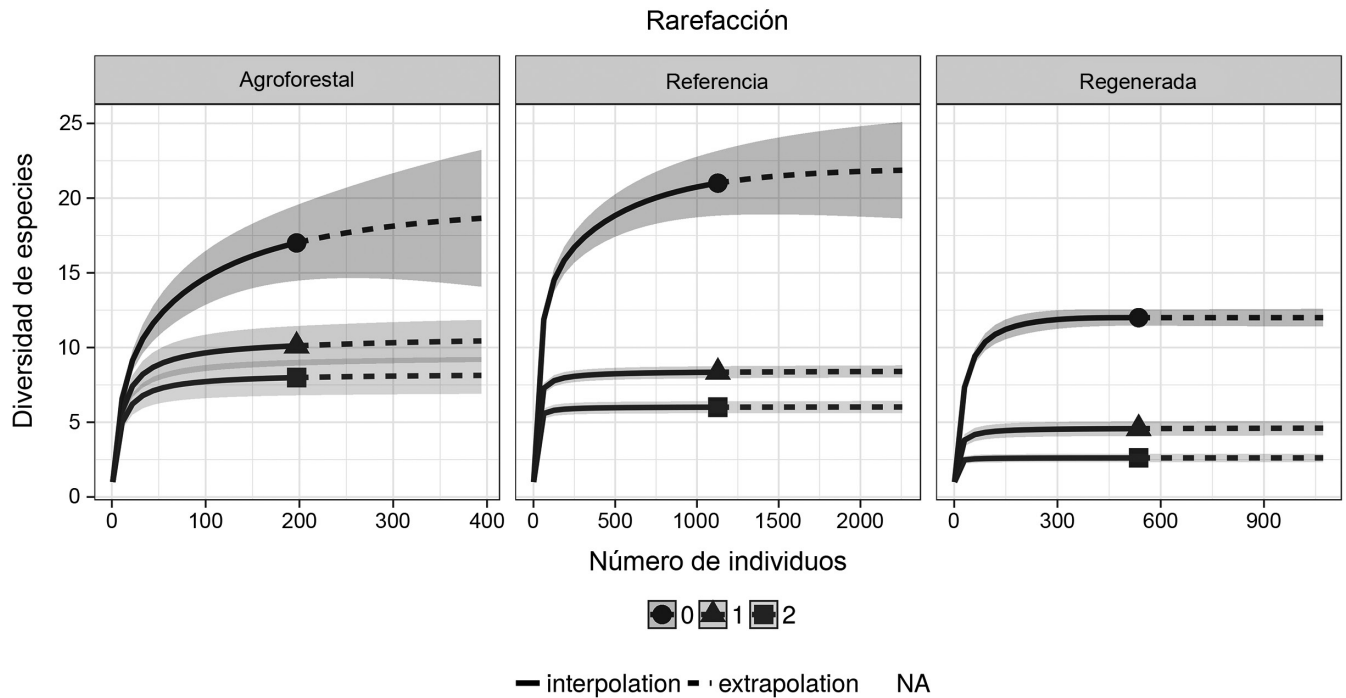 Rarefacción
Agroforestal Referencia Regenerada
Diversidad de especies
25
20
15
10
5
0
0 100 200 300 400 0 500 1000 1500 2000 0 300 600 900
Número de individuos
0 1 2
interpolation extrapolation NA